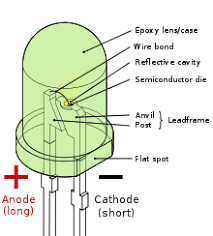 Epoxy lens/case
Wire bond
Reflective cavity
Semiconductor die
Anvil
Post
Leadframe
Flat spot
+
−
Anode
(long)
Cathode
(short)